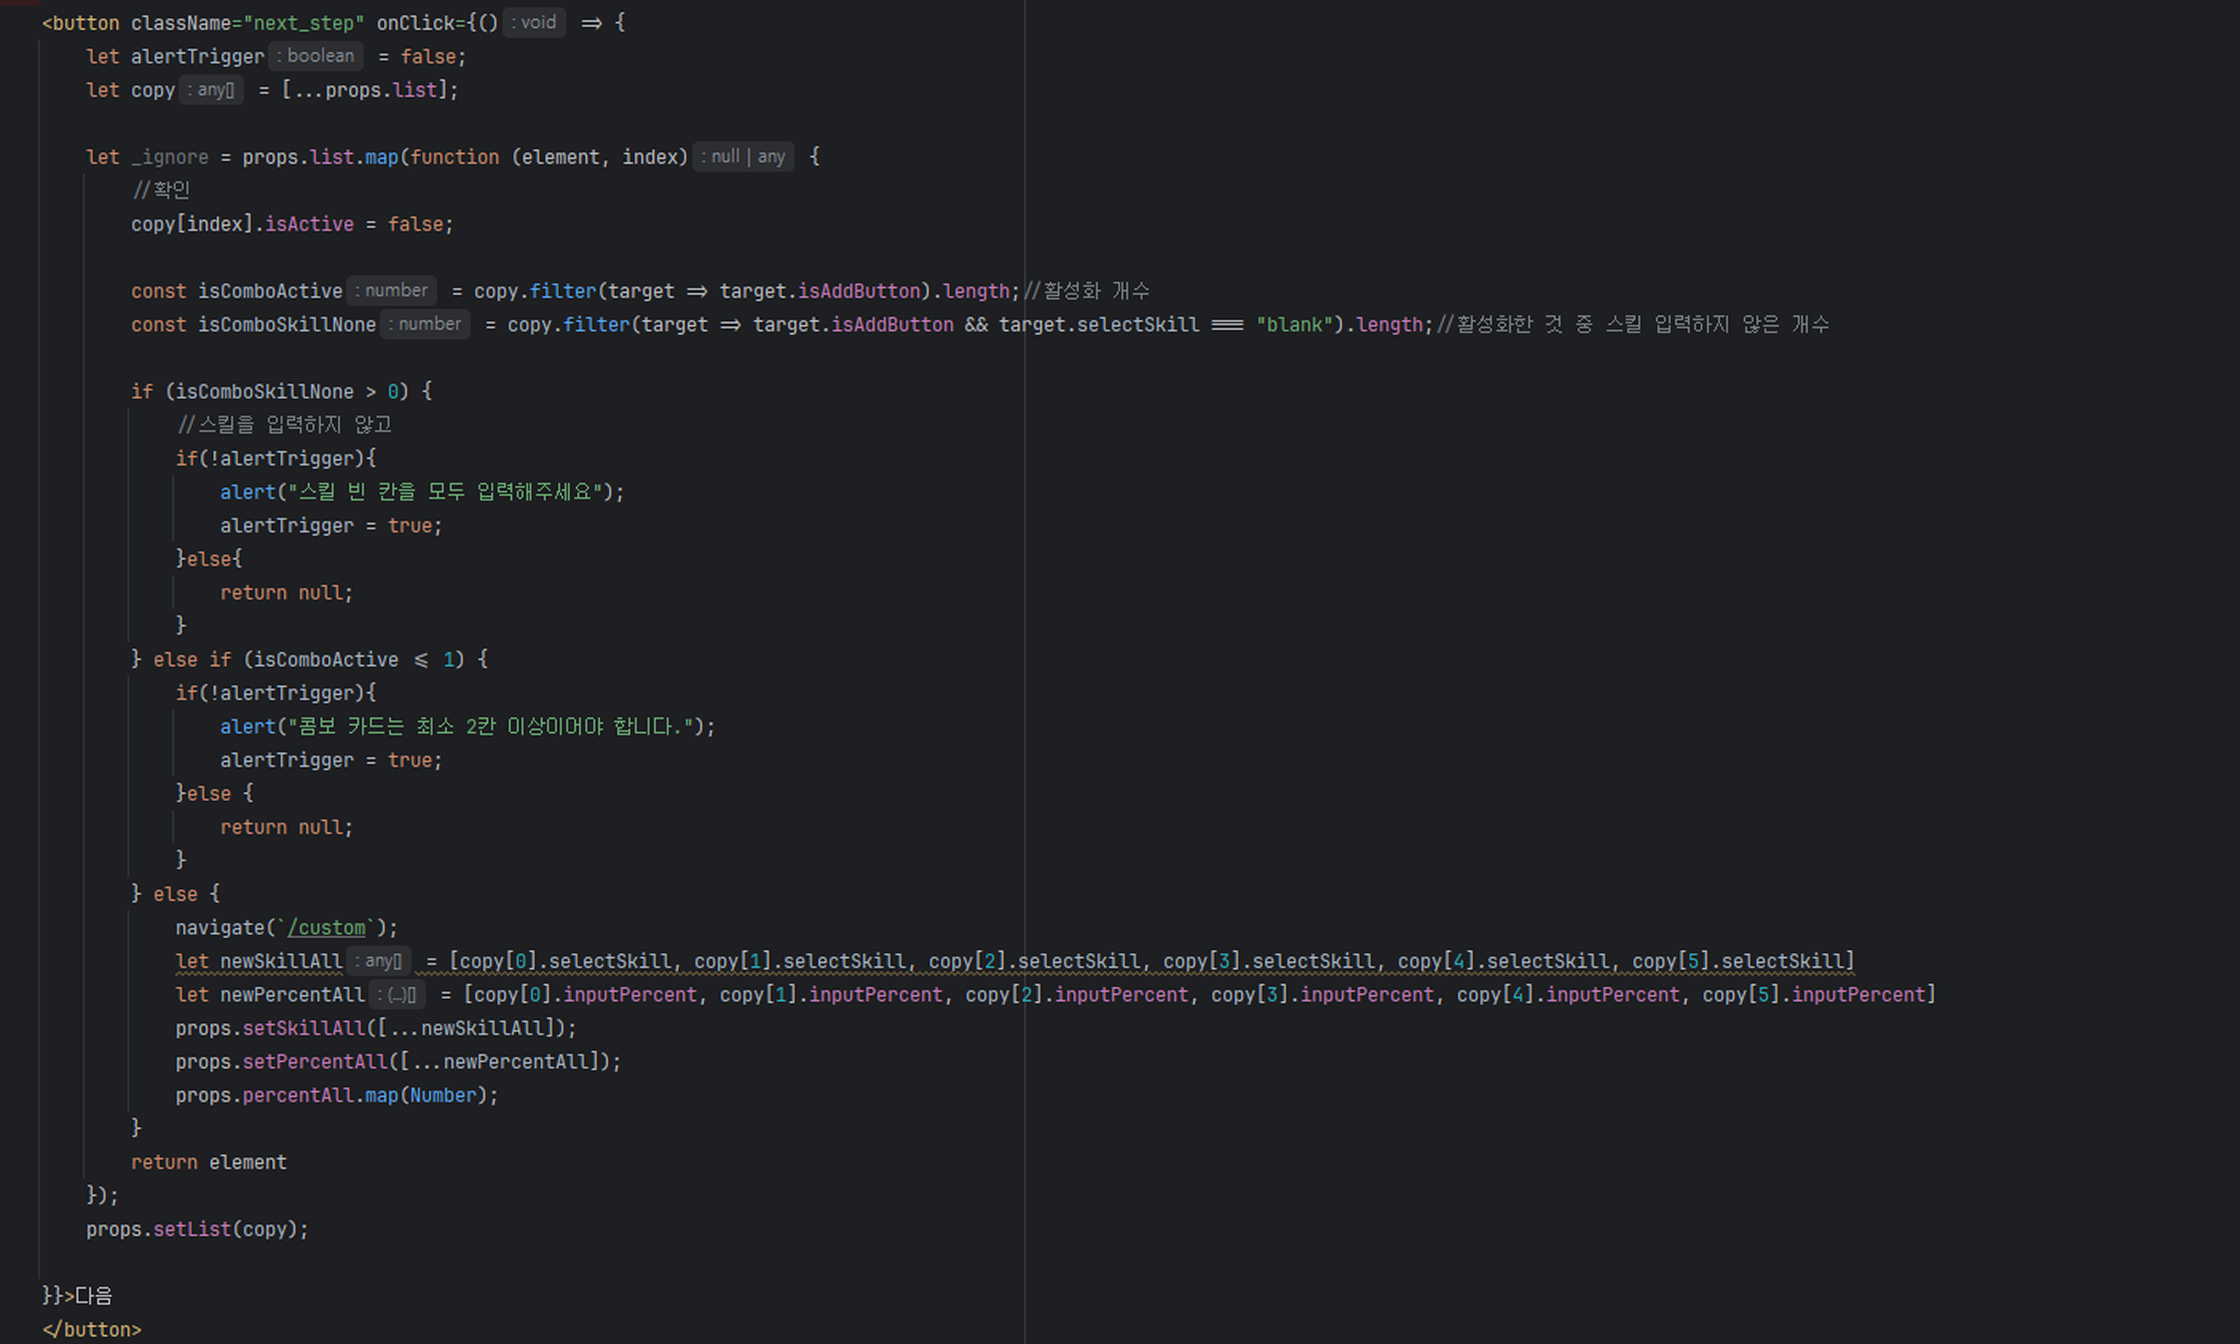 <button className="next_step" onClick={() : void => {
let alertTrigger : boolean = false;
let copy : any[] = [...props.list];
let _ignore = props.list.map(function (element, index) : null | any {
//확인
copy[index].isActive = false;
const isComboActive : number = copy.filter(target => target.isAddButton).length;//활성화 개수
const isComboSkillNone : number = copy.filter(target => target.isAddButton && target.selectSkill === "blank").length;//활성화한 것 중 스킬 입력하지 않은 개수
if (isComboSkillNone > 0) {
//스킬을 입력하지 않고
if(!alertTrigger){
alert("스킬 빈 칸을 모두 입력해주세요");
alertTrigger = true;
}else{
return null;
}
} else if (isComboActive <= 1) {
if(!alertTrigger){
alert("콤보 카드는 최소 2칸 이상이어야 합니다.");
alertTrigger = true;
}else {
return null;
}
} else {
navigate(`/custom`);
let newSkillAll : any[] = [copy[0].selectSkill, copy[1].selectSkill, copy[2].selectSkill, copy[3].selectSkill, copy[4].selectSkill, copy[5].selectSkill]
let newPercentAll : (...)[] = [copy[0].inputPercent, copy[1].inputPercent, copy[2].inputPercent, copy[3].inputPercent, copy[4].inputPercent, copy[5].inputPercent]
props.setSkillAll([...newSkillAll]);
props.setPercentAll([...newPercentAll]);
props.percentAll.map(Number);
}
return element
});
props.setList(copy);
}}>다음
</button>